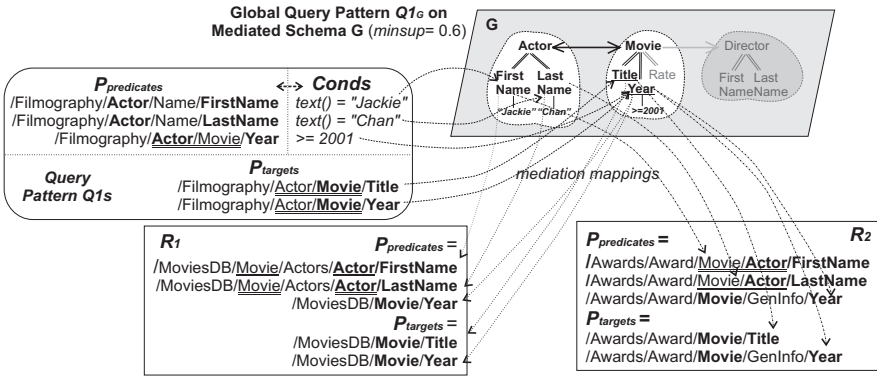 Global Query Pattern Q1G on
Mediated Schema G (minsup= 0.6)
G
Actor
Movie
Director
First
Name
Last
Name
Title
Rate
Year
First Last
NameName
"Jackie" "Chan"
>=2001
Ppredicates
Conds
/Filmography/Actor/Name/FirstName
text() = "Jackie"
/Filmography/Actor/Name/LastName
text() = "Chan"
/Filmography/Actor/Movie/Year
>= 2001
Query
Pattern Q1s
Ptargets
/Filmography/Actor/Movie/Title
/Filmography/Actor/Movie/Year
mediation mappings
R1
Ppredicates =
/MoviesDB/Movie/Actors/Actor/FirstName
/MoviesDB/Movie/Actors/Actor/LastName
/MoviesDB/Movie/Year
Ptargets =
/MoviesDB/Movie/Title
/MoviesDB/Movie/Year
R2
Ppredicates =
/Awards/Award/Movie/Actor/FirstName
/Awards/Award/Movie/Actor/LastName
/Awards/Award/Movie/GenInfo/Year
Ptargets =
/Awards/Award/Movie/Title
/Awards/Award/Movie/GenInfo/Year